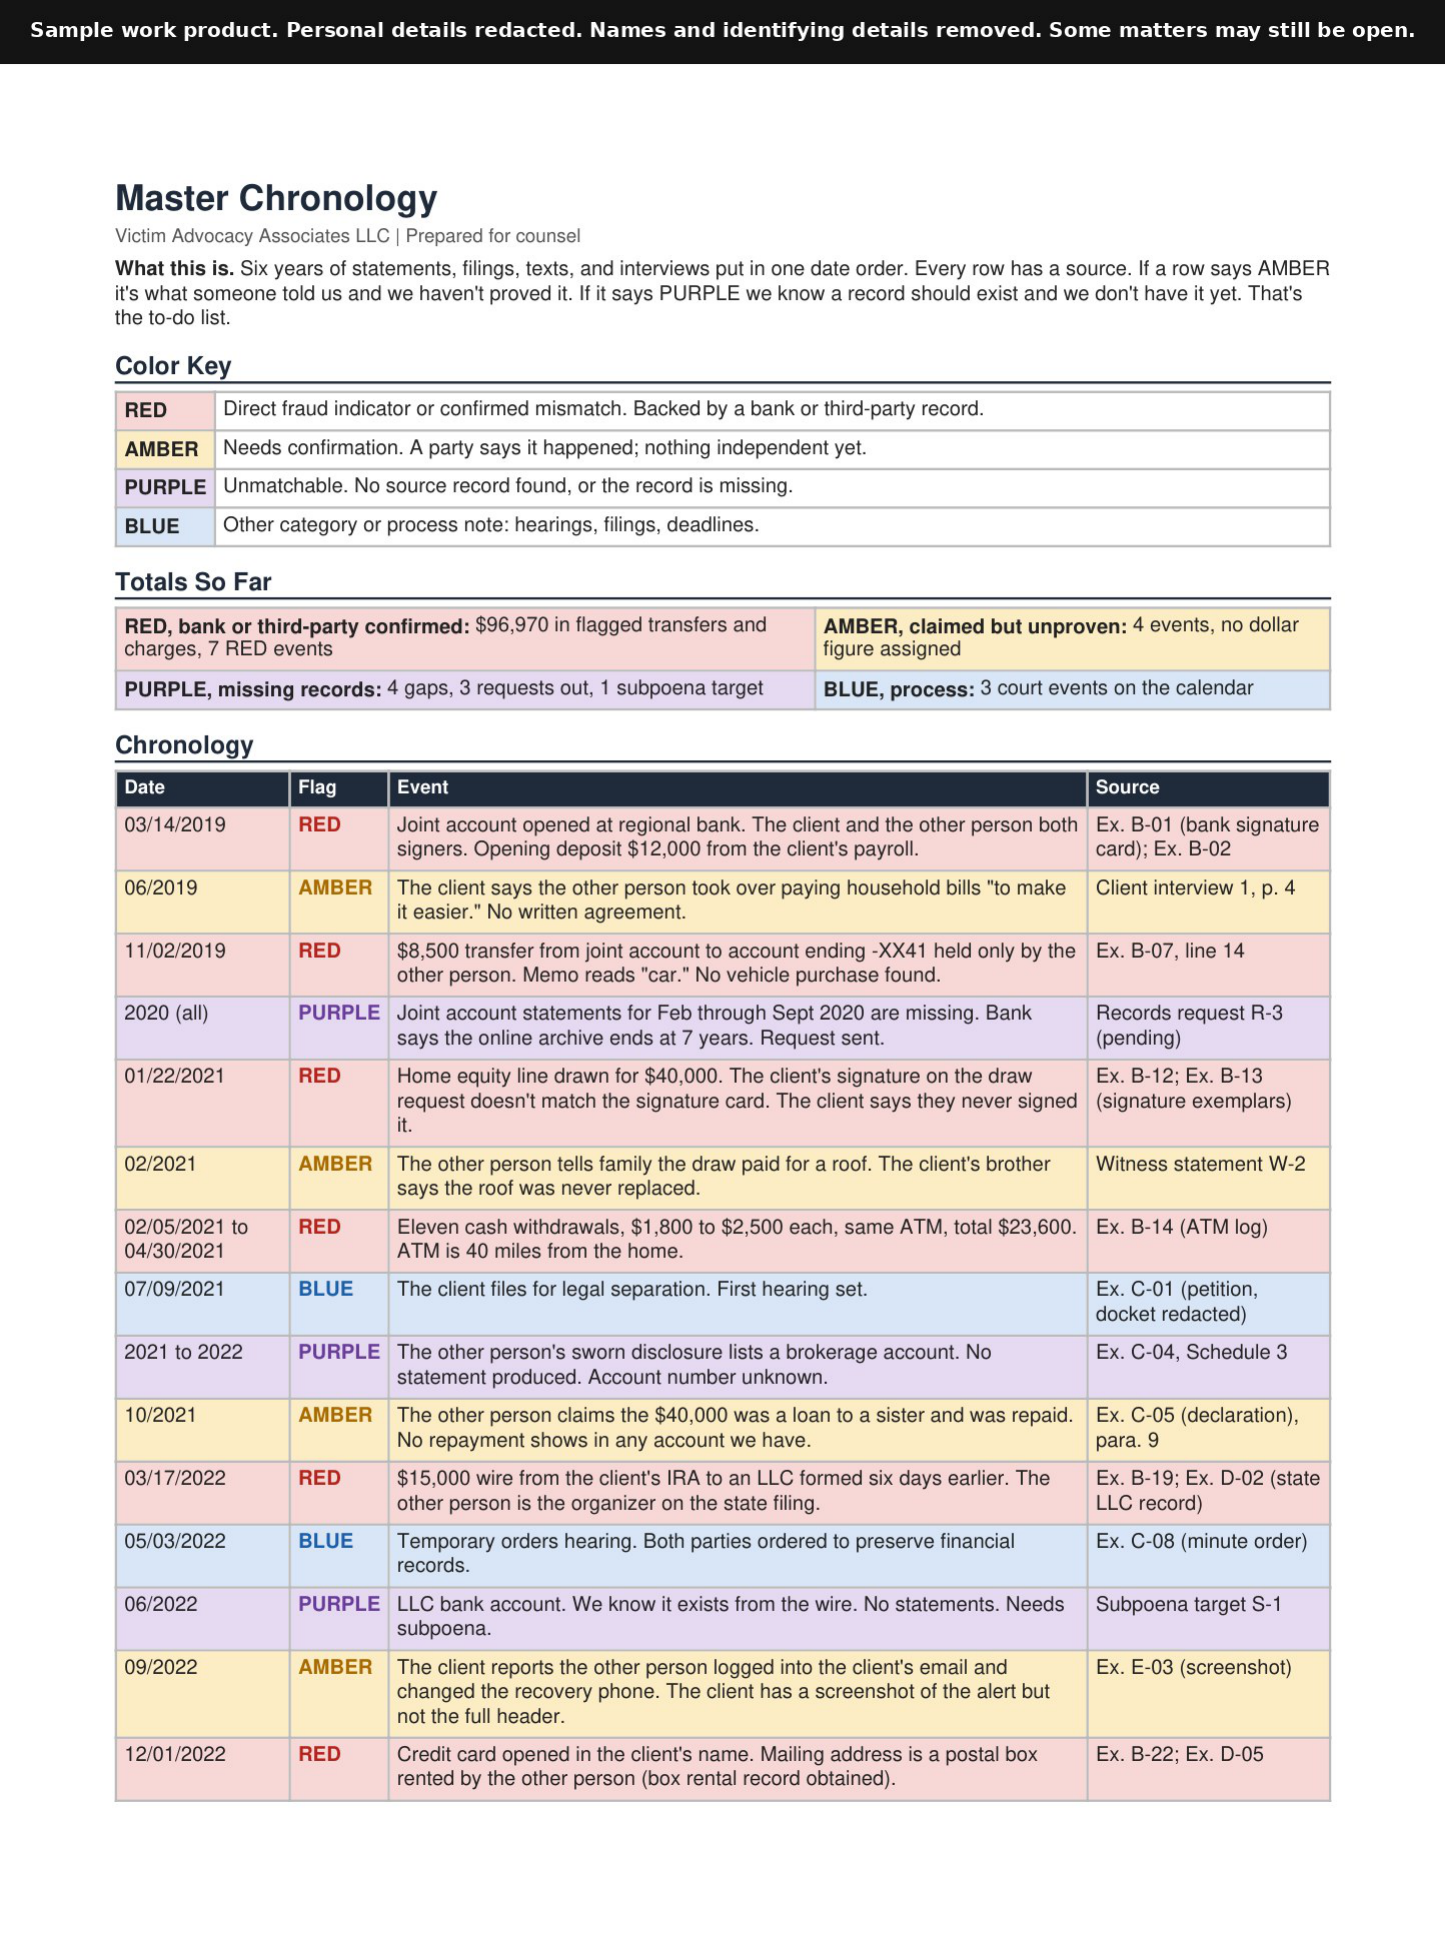 Sample work product. Personal details redacted. Names and identifying details removed. Some matters may still be open.
Master Chronology
Victim Advocacy Associates LLC | Prepared for counsel
What this is. Six years of statements, filings, texts, and interviews put in one date order. Every row has a source. If a row says AMBER
it's what someone told us and we haven't proved it. If it says PURPLE we know a record should exist and we don't have it yet. That's
the to-do list.
Color Key
RED Direct fraud indicator or confirmed mismatch. Backed by a bank or third-party record.
AMBER Needs confirmation. A party says it happened; nothing independent yet.
PURPLE Unmatchable. No source record found, or the record is missing.
BLUE Other category or process note: hearings, filings, deadlines.
Totals So Far
RED, bank or third-party confirmed: $96,970 in flagged transfers and
charges, 7 RED events
AMBER, claimed but unproven: 4 events, no dollar
figure assigned
PURPLE, missing records: 4 gaps, 3 requests out, 1 subpoena target
BLUE, process: 3 court events on the calendar
Chronology
Date Flag Event Source
03/14/2019 RED Joint account opened at regional bank. The client and the other person both
signers. Opening deposit $12,000 from the client's payroll.
Ex. B-01 (bank signature
card); Ex. B-02
06/2019 AMBER The client says the other person took over paying household bills "to make
it easier." No written agreement.
Client interview 1, p. 4
11/02/2019 RED $8,500 transfer from joint account to account ending -XX41 held only by the
other person. Memo reads "car." No vehicle purchase found.
Ex. B-07, line 14
2020 (all) PURPLE Joint account statements for Feb through Sept 2020 are missing. Bank
says the online archive ends at 7 years. Request sent.
Records request R-3
(pending)
01/22/2021 RED Home equity line drawn for $40,000. The client's signature on the draw
request doesn't match the signature card. The client says they never signed
it.
Ex. B-12; Ex. B-13
(signature exemplars)
02/2021 AMBER The other person tells family the draw paid for a roof. The client's brother
says the roof was never replaced.
Witness statement W-2
02/05/2021 to
04/30/2021
RED Eleven cash withdrawals, $1,800 to $2,500 each, same ATM, total $23,600.
ATM is 40 miles from the home.
Ex. B-14 (ATM log)
07/09/2021 BLUE The client files for legal separation. First hearing set.
Ex. C-01 (petition,
docket redacted)
2021 to 2022 PURPLE The other person's sworn disclosure lists a brokerage account. No
statement produced. Account number unknown.
Ex. C-04, Schedule 3
10/2021 AMBER The other person claims the $40,000 was a loan to a sister and was repaid.
No repayment shows in any account we have.
Ex. C-05 (declaration),
para. 9
03/17/2022 RED $15,000 wire from the client's IRA to an LLC formed six days earlier. The
other person is the organizer on the state filing.
Ex. B-19; Ex. D-02 (state
LLC record)
05/03/2022 BLUE Temporary orders hearing. Both parties ordered to preserve financial
records.
Ex. C-08 (minute order)
06/2022 PURPLE LLC bank account. We know it exists from the wire. No statements. Needs
subpoena.
Subpoena target S-1
09/2022 AMBER The client reports the other person logged into the client's email and
changed the recovery phone. The client has a screenshot of the alert but
not the full header.
Ex. E-03 (screenshot)
12/01/2022 RED Credit card opened in the client's name. Mailing address is a postal box
rented by the other person (box rental record obtained).
Ex. B-22; Ex. D-05